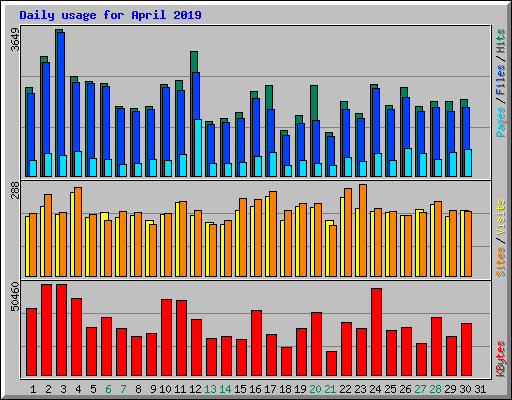 Daily usage for April 2019
3649
Pages/Files/Hits
288
Sites/Visits
50460
KBytes
1 2 3 4 5 6 7 8 9 10 11 12 13 14 15 16 17 18 19 20 21 22 23 24 25 26 27 28 29 30 31